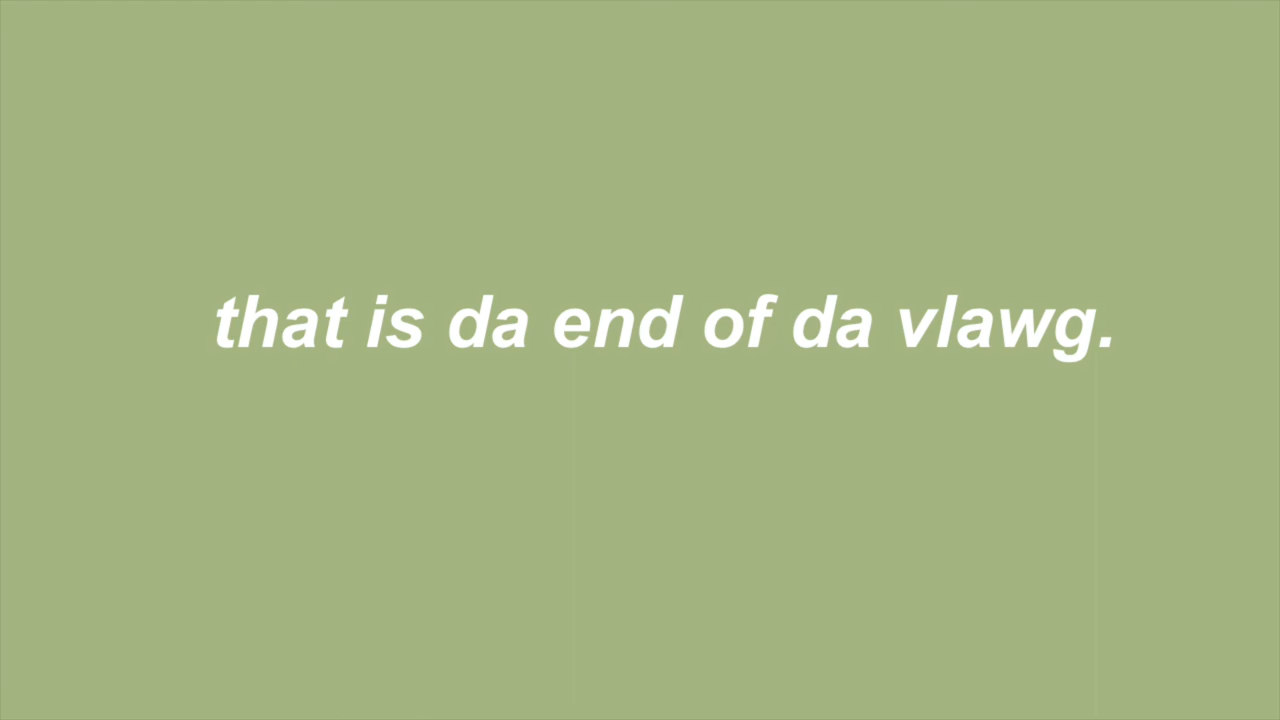 that is da end of da vlawg.